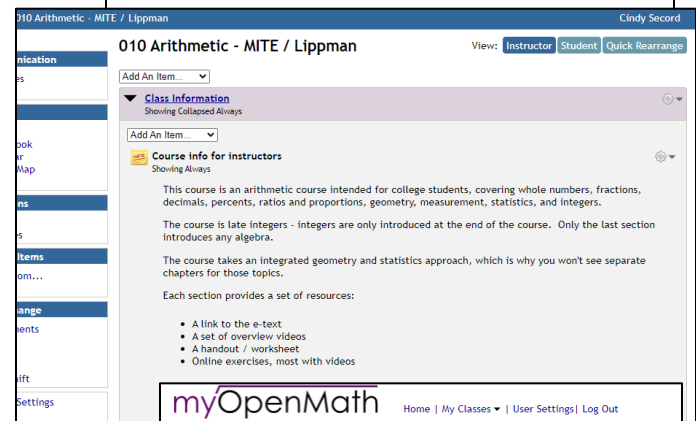 010 Arithmetic - MITE / Lippman Cindy Secord
010 Arithmetic - MITE / Lippman View: Instructor Student Quick Rearrange
Add An Item...
Class Information
Showing Collapsed Always
Add An Item...
Course info for instructors
Showing Always
This course is an arithmetic course intended for college students, covering whole numbers, fractions,
decimals, percents, ratios and proportions, geometry, measurement, statistics, and integers.
The course is late integers - integers are only introduced at the end of the course. Only the last section
introduces any algebra.
The course takes an integrated geometry and statistics approach, which is why you won't see separate
chapters for those topics.
Each section provides a set of resources:
• A link to the e-text
• A set of overview videos
• A handout / worksheet
• Online exercises, most with videos
nication
es
ook
ar
Map
ns
es
Items
om...
ange
ments
ift
Settings
myOpenMath Home | My Classes | User Settings | Log Out